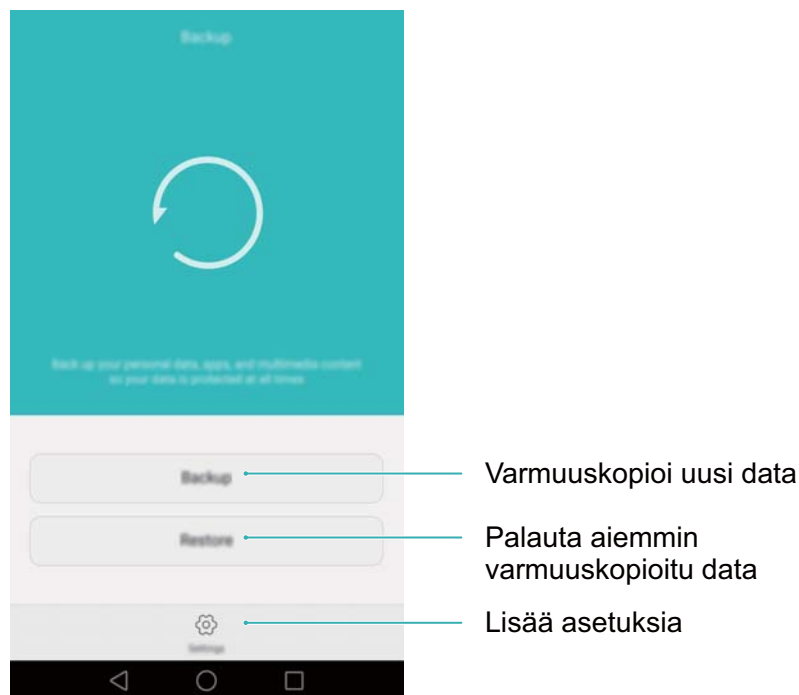 Backup
Back up your personal data, apps, and multimedia content
so your data is protected at all times
Backup
Varmuuskopioi uusi data
Restore
Palauta aiemmin
varmuuskopioitu data
Settings
Lisää asetuksia